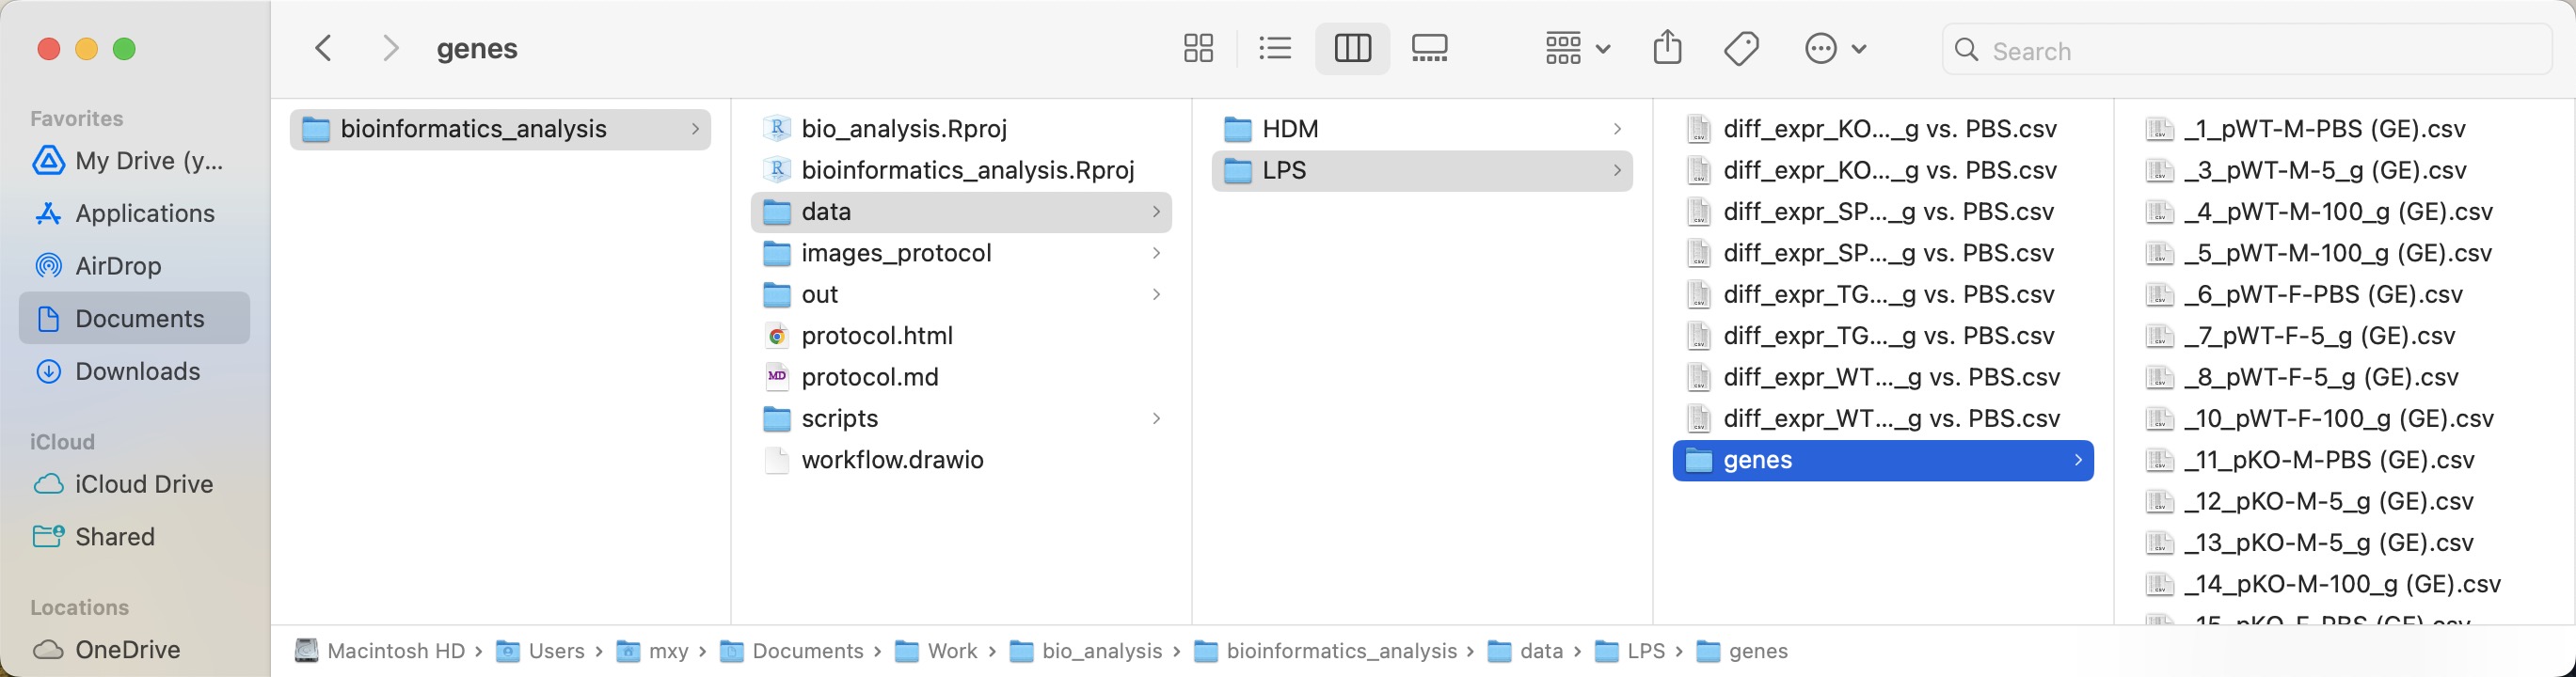 genes
Search
Favorites
My Drive (y...
Applications
AirDrop
Documents
Downloads
iCloud
iCloud Drive
Shared
Locations
OneDrive
bioinformatics_analysis
bio_analysis.Rproj
bioinformatics_analysis.Rproj
data
images_protocol
out
protocol.html
protocol.md
scripts
workflow.drawio
HDM
LPS
diff_expr_KO..._g vs. PBS.csv
diff_expr_KO..._g vs. PBS.csv
diff_expr_SP..._g vs. PBS.csv
diff_expr_SP..._g vs. PBS.csv
diff_expr_TG..._g vs. PBS.csv
diff_expr_TG..._g vs. PBS.csv
diff_expr_WT..._g vs. PBS.csv
diff_expr_WT..._g vs. PBS.csv
genes
_1_pWT-M-PBS (GE).csv
_3_pWT-M-5_g (GE).csv
_4_pWT-M-100_g (GE).csv
_5_pWT-M-100_g (GE).csv
_6_pWT-F-PBS (GE).csv
_7_pWT-F-5_g (GE).csv
_8_pWT-F-5_g (GE).csv
_10_pWT-F-100_g (GE).csv
_11_pKO-M-PBS (GE).csv
_12_pKO-M-5_g (GE).csv
_13_pKO-M-5_g (GE).csv
_14_pKO-M-100_g (GE).csv
Macintosh HD › Users › mxy › Documents › Work › bio_analysis › bioinformatics_analysis › data › LPS › genes